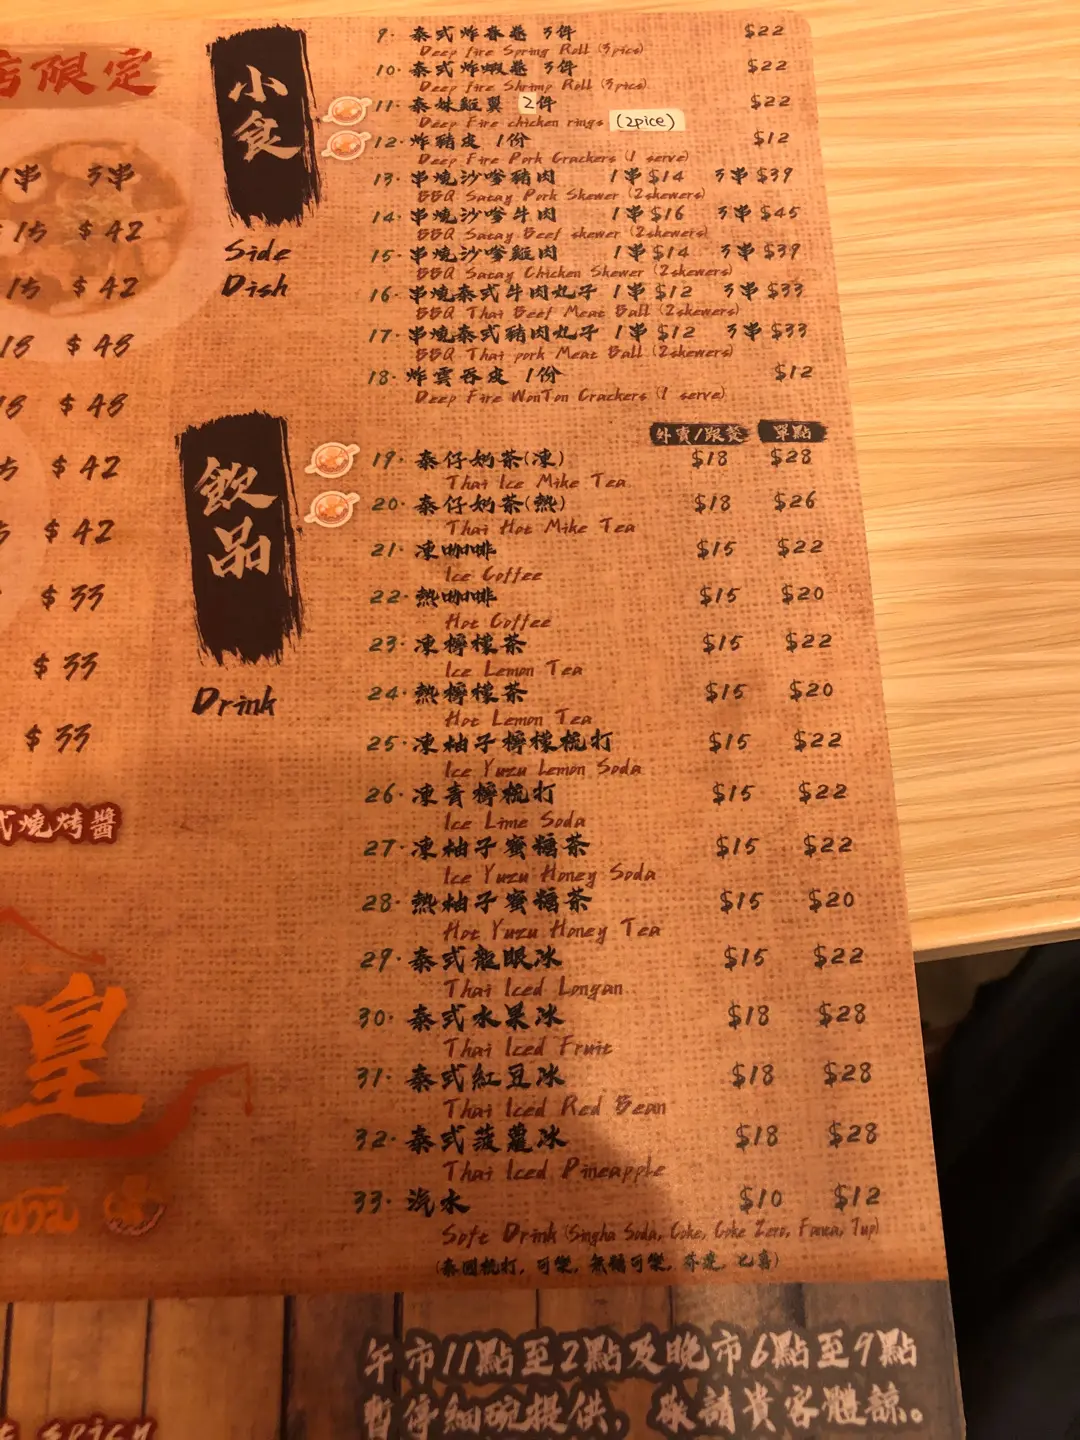 店限定
1串 3串
$15 $42
$15 $42
$18 $48
$18 $48
$42
$42
$33
$33
$33
式燒烤醬
皇
小食
Side
Dish
9. 泰式炸春卷 3件 $22
Deep fire Spring Roll (3pics)
10. 泰式炸蝦卷 3件 $22
Deep fire Shrimp Roll (3pics)
11. 泰妹雞翼 2件 $22
Deep Fire chicken rings (2pice)
12. 炸豬皮 1份 $12
Deep Fire Pork Crackers (1 serve)
13. 串燒沙嗲豬肉 1串 $14 3串 $39
BBQ Satay Pork Skewer (2skewers)
14. 串燒沙嗲牛肉 1串 $16 3串 $45
BBQ Satay Beef skewer (2skewers)
15. 串燒沙嗲雞肉 1串 $14 3串 $39
BBQ Satay Chicken Skewer (2skewers)
16. 串燒泰式牛肉丸子 1串 $12 3串 $33
BBQ Thai Beef Meat Ball (2skewers)
17. 串燒泰式豬肉丸子 1串 $12 3串 $33
BBQ Thai pork Meat Ball (2skewers)
18. 炸雲吞皮 1份 $12
Deep Fire WonTon Crackers (1 serve)
飲品
Drink
外賣/跟餐 單點
19. 泰仔奶茶(凍) $18 $28
Thai Ice Mike Tea
20. 泰仔奶茶(熱) $18 $26
Thai Hot Mike Tea
21. 凍咖啡 $15 $22
Ice Coffee
22. 熱咖啡 $15 $20
Hot Coffee
23. 凍檸檬茶 $15 $22
Ice Lemon Tea
24. 熱檸檬茶 $15 $20
Hot Lemon Tea
25. 凍柚子檸檬梳打 $15 $22
Ice Yuzu Lemon Soda
26. 凍青檸梳打 $15 $22
Ice Lime Soda
27. 凍柚子蜜糖茶 $15 $22
Ice Yuzu Honey Soda
28. 熱柚子蜜糖茶 $15 $20
Hot Yuzu Honey Tea
29. 泰式龍眼冰 $15 $22
Thai Iced Longan
30. 泰式水果冰 $18 $28
Thai Iced Fruit
31. 泰式紅豆冰 $18 $28
Thai Iced Red Bean
32. 泰式菠蘿冰 $18 $28
Thai Iced Pineapple
33. 汽水 $10 $12
Soft Drink (Singha Soda, Coke, Coke Zero, Fanta, 7up)
(泰國梳打, 可樂, 無糖可樂, 芬達, 七喜)
午市11點至2點及晚市6點至9點
暫停細碗提供，敬請貴客體諒。
SPICY